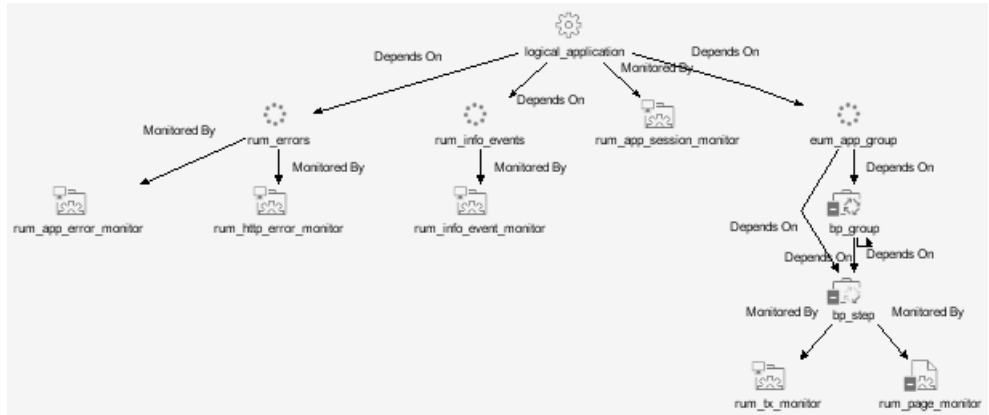 logical_application
Depends On
Depends On
Monitored By
Depends On
rum_errors
rum_info_events
rum_app_session_monitor
eum_app_group
Monitored By
Monitored By
Monitored By
Depends On
rum_app_error_monitor
rum_http_error_monitor
rum_info_event_monitor
bp_group
Depends On
Depends On
Depends On
Monitored By
bp_step
Monitored By
rum_tx_monitor
rum_page_monitor